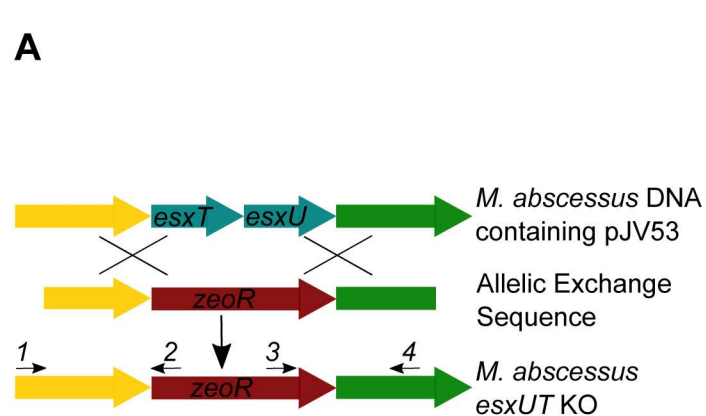 A
esxT esxU
M. abscessus DNA
containing pJV53
zeoR
Allelic Exchange
Sequence
1 2 3 4
zeoR
M. abscessus
esxUT KO